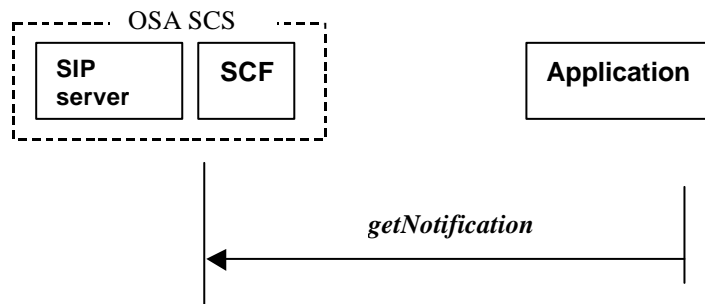 OSA SCS
SIP
server
SCF
Application
getNotification